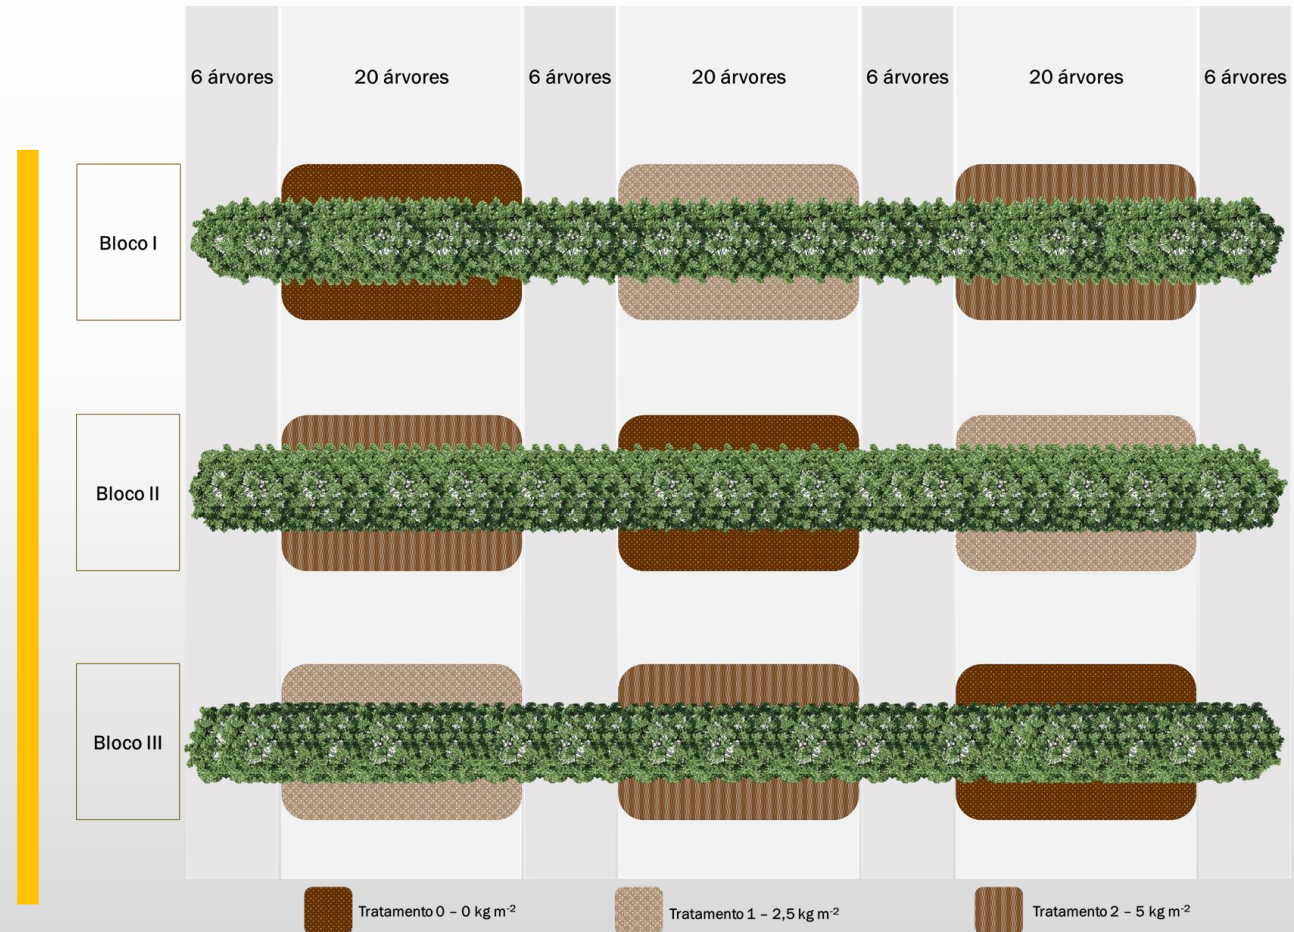 6 árvores 20 árvores 6 árvores 20 árvores 6 árvores 20 árvores 6 árvores
Bloco I
Bloco II
Bloco III
Tratamento 0 – 0 kg m⁻² Tratamento 1 – 2,5 kg m⁻² Tratamento 2 – 5 kg m⁻²